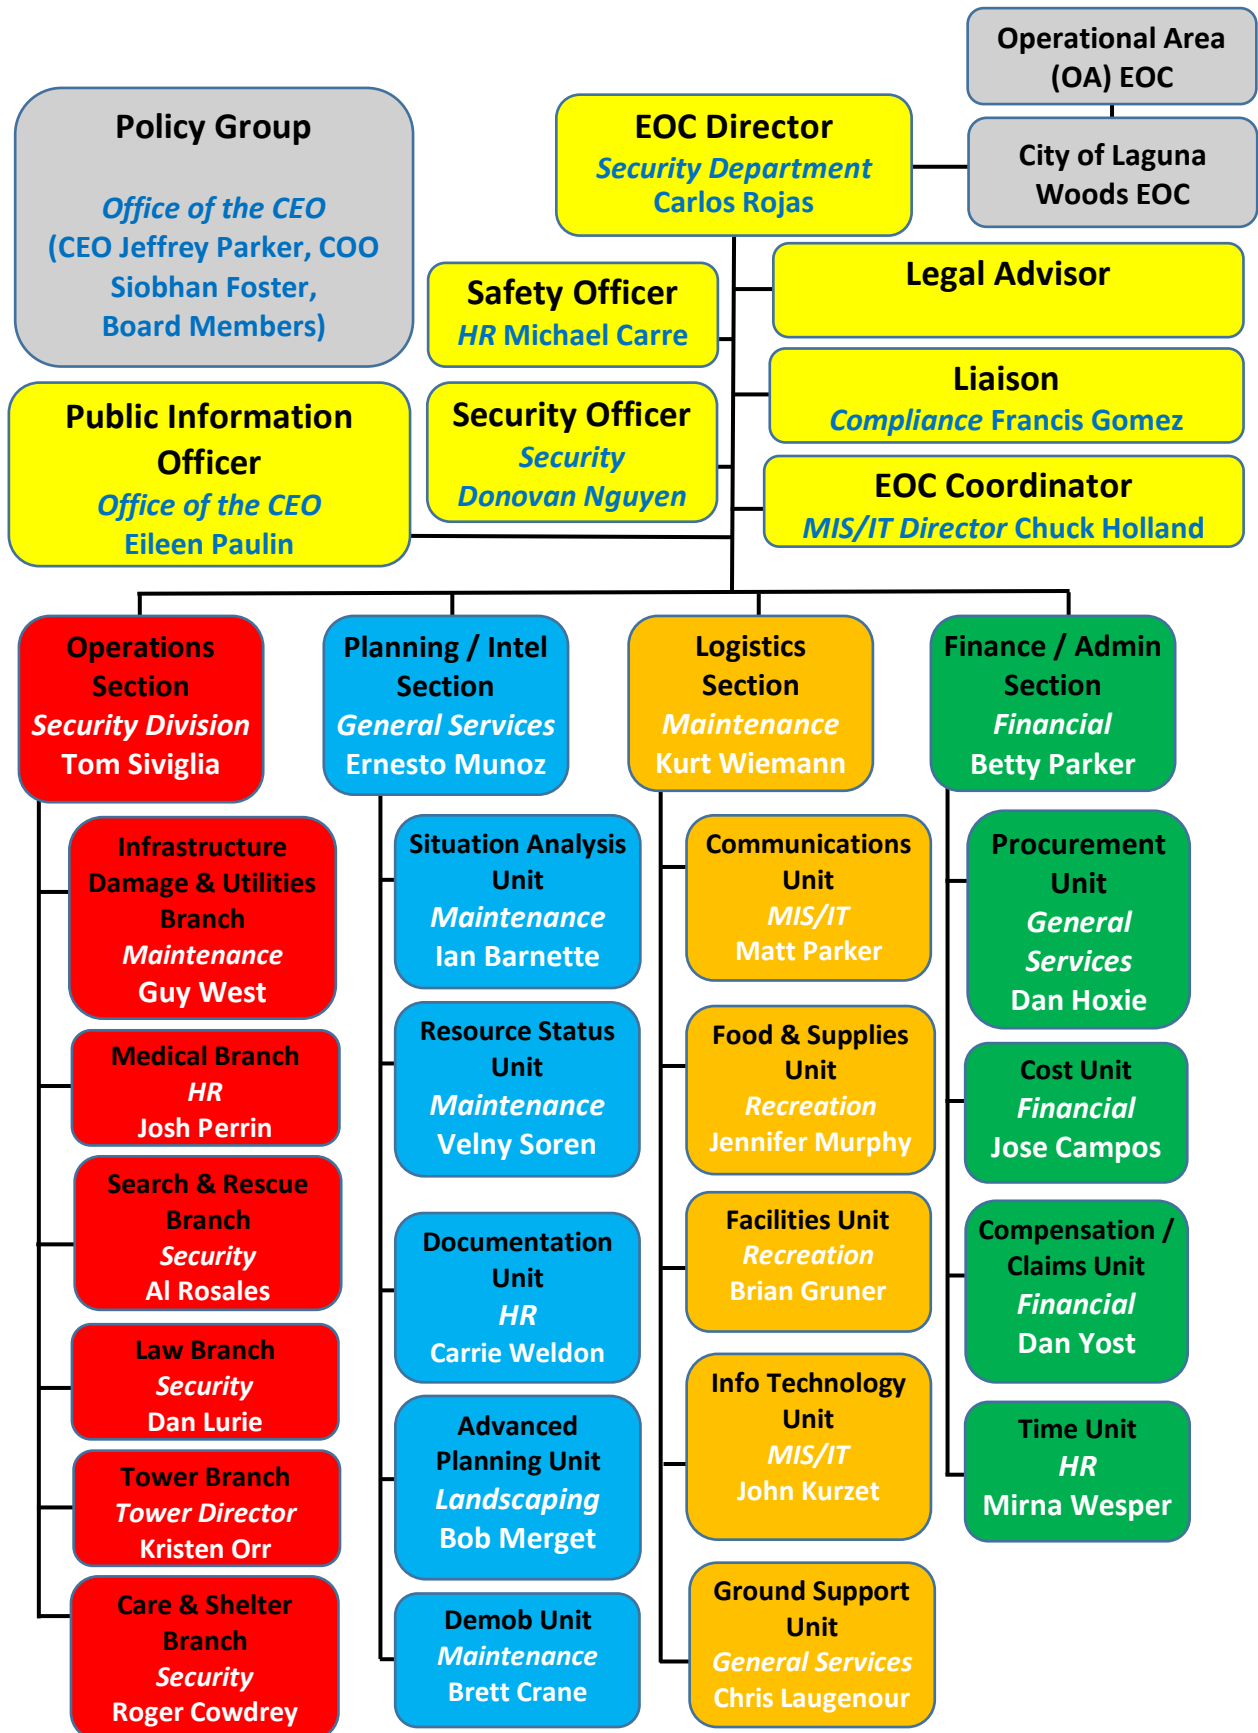 Operational Area
(OA) EOC
City of Laguna
Woods EOC
Policy Group
Office of the CEO
(CEO Jeffrey Parker, COO
Siobhan Foster,
Board Members)
EOC Director
Security Department
Carlos Rojas
Safety Officer
HR Michael Carre
Legal Advisor
Public Information
Officer
Office of the CEO
Eileen Paulin
Security Officer
Security
Donovan Nguyen
Liaison
Compliance Francis Gomez
EOC Coordinator
MIS/IT Director Chuck Holland
Operations
Section
Security Division
Tom Siviglia
Infrastructure
Damage & Utilities
Branch
Maintenance
Guy West
Medical Branch
HR
Josh Perrin
Search & Rescue
Branch
Security
Al Rosales
Law Branch
Security
Dan Lurie
Tower Branch
Tower Director
Kristen Orr
Care & Shelter
Branch
Security
Roger Cowdrey
Planning / Intel
Section
General Services
Ernesto Munoz
Situation Analysis
Unit
Maintenance
Ian Barnette
Resource Status
Unit
Maintenance
Velny Soren
Documentation
Unit
HR
Carrie Weldon
Advanced
Planning Unit
Landscaping
Bob Merget
Demob Unit
Maintenance
Brett Crane
Logistics
Section
Maintenance
Kurt Wiemann
Communications
Unit
MIS/IT
Matt Parker
Food & Supplies
Unit
Recreation
Jennifer Murphy
Facilities Unit
Recreation
Brian Gruner
Info Technology
Unit
MIS/IT
John Kurzet
Ground Support
Unit
General Services
Chris Laugenour
Finance / Admin
Section
Financial
Betty Parker
Procurement
Unit
General
Services
Dan Hoxie
Cost Unit
Financial
Jose Campos
Compensation /
Claims Unit
Financial
Dan Yost
Time Unit
HR
Mirna Wesper